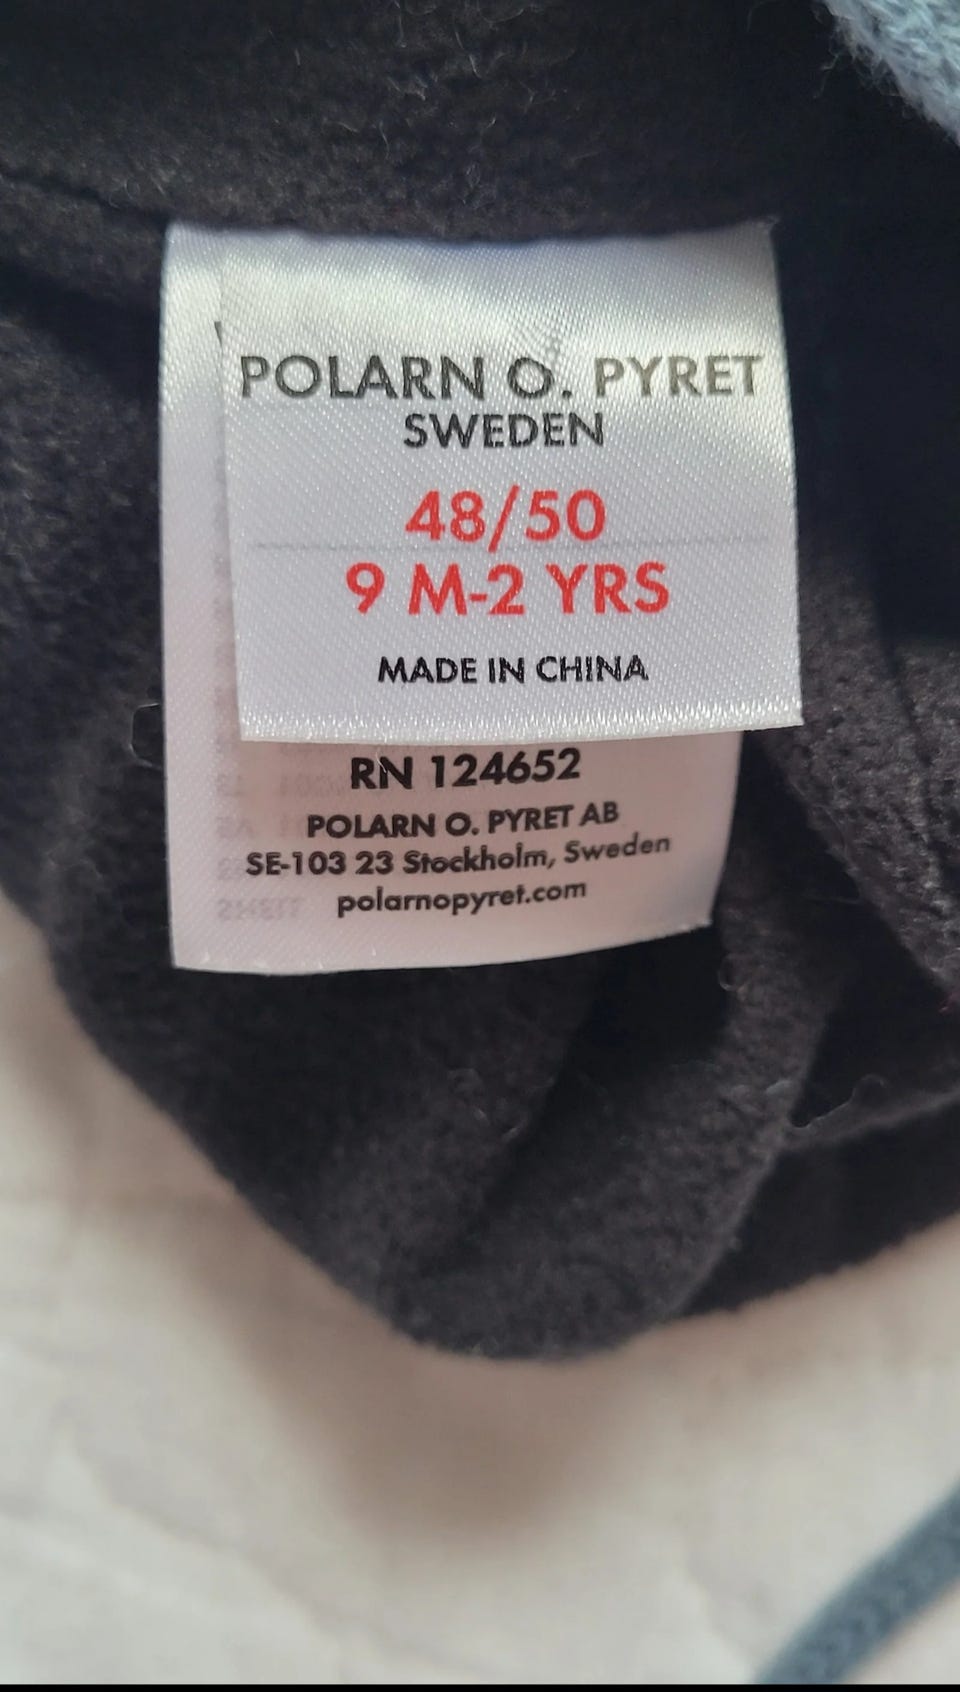 POLARN O. PYRET
SWEDEN
48/50
9 M-2 YRS
MADE IN CHINA
RN 124652
POLARN O. PYRET AB
SE-103 23 Stockholm, Sweden
polarnopyret.com